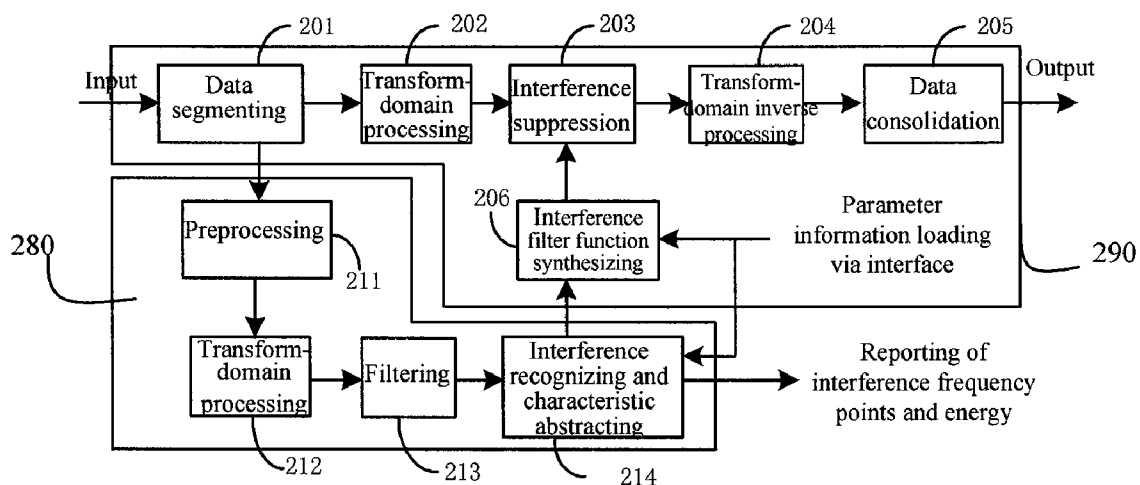 201
202
203
204
205
Input
Data
segmenting
Transform-
domain
processing
Interference
suppression
Transform-
domain inverse
processing
Data
consolidation
Output
280
Preprocessing
211
206
Interference
filter function
synthesizing
Parameter
information loading
via interface
290
Transform-
domain
processing
Filtering
Interference
recognizing and
characteristic
abstracting
Reporting of
interference frequency
points and energy
212
213
214